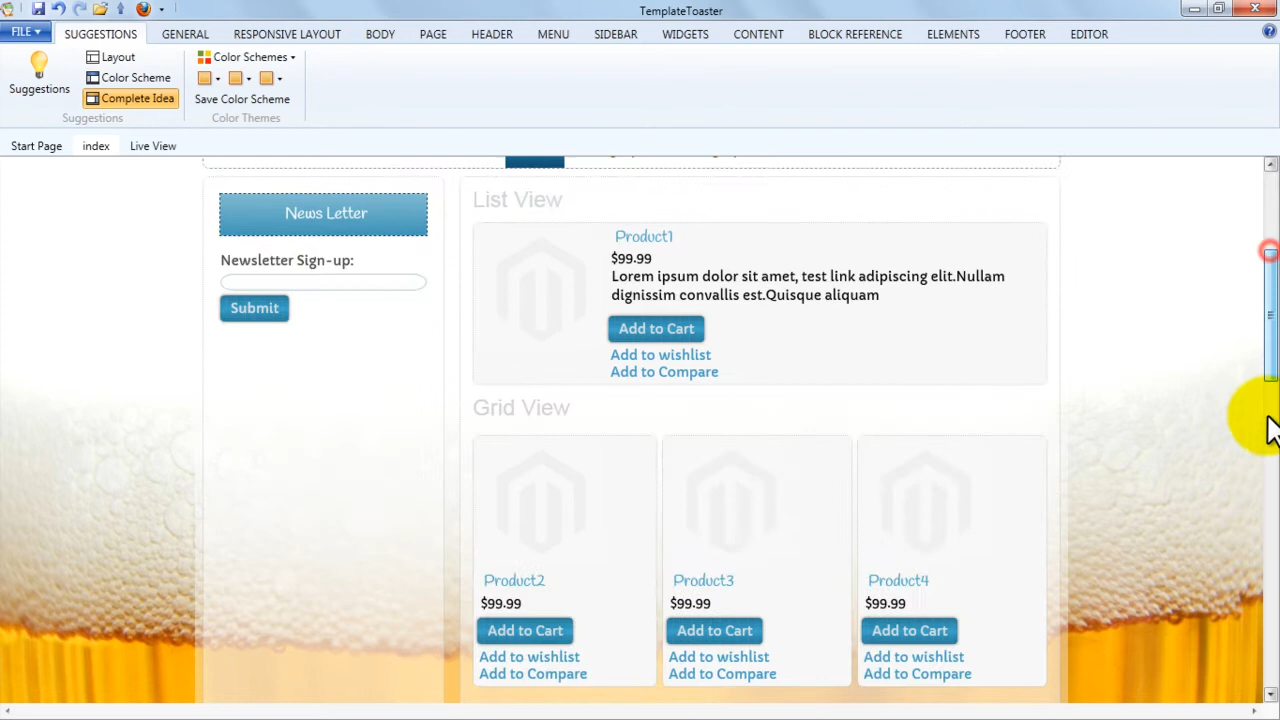 TemplateToaster
FILE
SUGGESTIONS GENERAL RESPONSIVE LAYOUT BODY PAGE HEADER MENU SIDEBAR WIDGETS CONTENT BLOCK REFERENCE ELEMENTS FOOTER EDITOR
Suggestions
Layout
Color Scheme
Complete Idea
Suggestions
Color Schemes
Save Color Scheme
Color Themes
Start Page index Live View
News Letter
Newsletter Sign-up:
Submit
List View
Product1
$99.99
Lorem ipsum dolor sit amet, test link adipiscing elit.Nullam
dignissim convallis est.Quisque aliquam
Add to Cart
Add to wishlist
Add to Compare
Grid View
Product2
$99.99
Add to Cart
Add to wishlist
Add to Compare
Product3
$99.99
Add to Cart
Add to wishlist
Add to Compare
Product4
$99.99
Add to Cart
Add to wishlist
Add to Compare